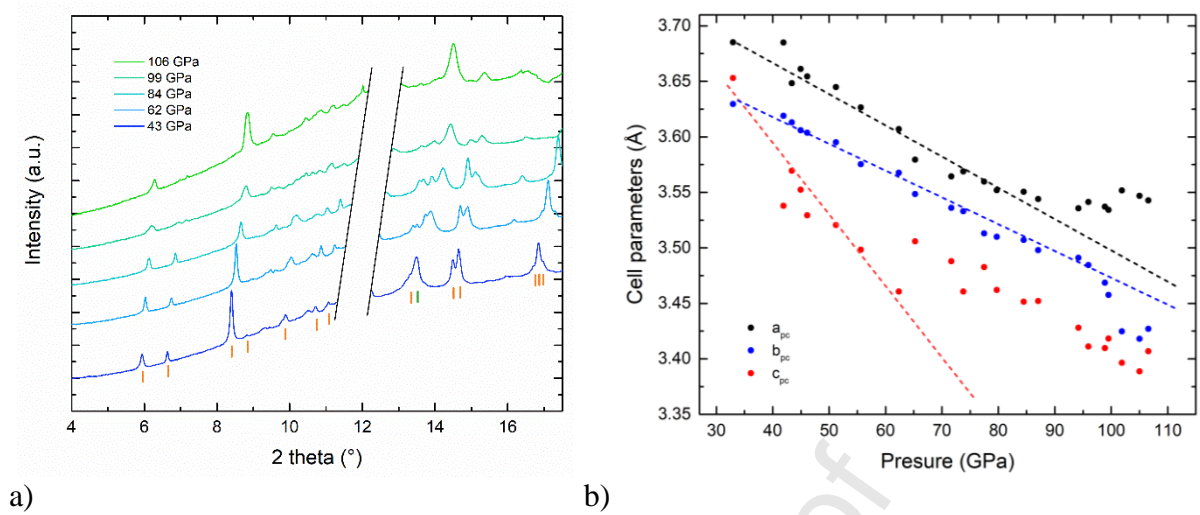 106 GPa
99 GPa
84 GPa
62 GPa
43 GPa
Intensity (a.u.)
4 6 8 10 12 14 16
2 theta (°)
a)
3.70
3.65
3.60
3.55
3.50
3.45
3.40
3.35
Cell parameters (Å)
a_pc
b_pc
c_pc
30 40 50 60 70 80 90 100 110
Presure (GPa)
b)
of